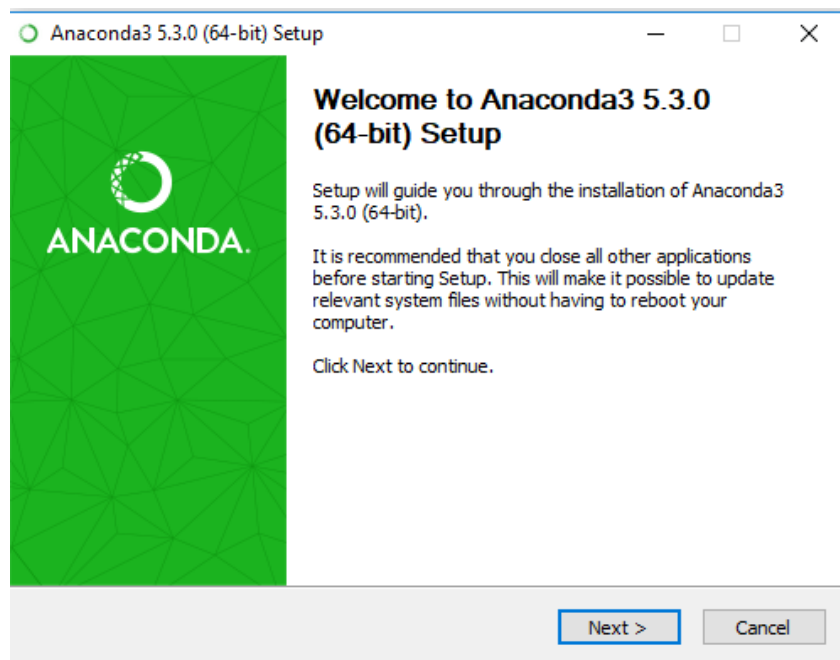 Anaconda3 5.3.0 (64-bit) Setup
Welcome to Anaconda3 5.3.0
(64-bit) Setup
Setup will guide you through the installation of Anaconda3
5.3.0 (64-bit).
It is recommended that you close all other applications
before starting Setup. This will make it possible to update
relevant system files without having to reboot your
computer.
Click Next to continue.
ANACONDA.
Next >
Cancel